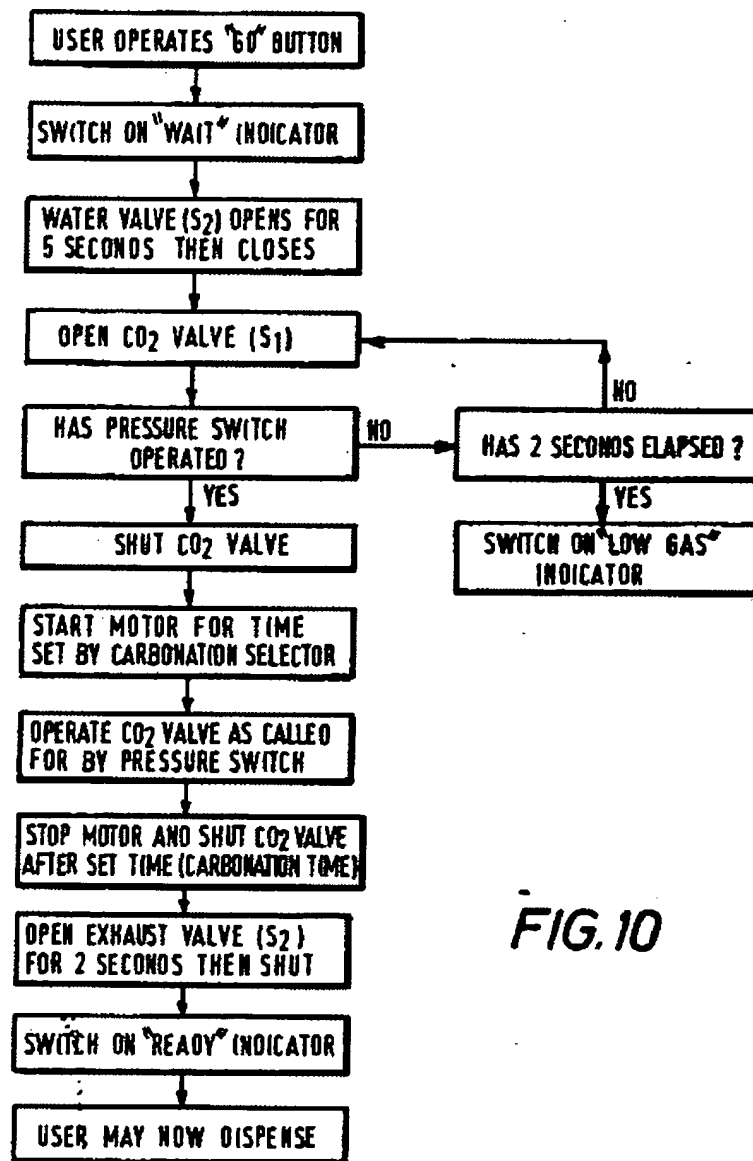 USER OPERATES "GO" BUTTON
SWITCH ON "WAIT" INDICATOR
WATER VALVE (S2) OPENS FOR
5 SECONDS THEN CLOSES
OPEN CO2 VALVE (S1)
HAS PRESSURE SWITCH
OPERATED ?
NO
HAS 2 SECONDS ELAPSED ?
NO
YES
SWITCH ON "LOW GAS"
INDICATOR
YES
SHUT CO2 VALVE
START MOTOR FOR TIME
SET BY CARBONATION SELECTOR
OPERATE CO2 VALVE AS CALLED
FOR BY PRESSURE SWITCH
STOP MOTOR AND SHUT CO2 VALVE
AFTER SET TIME (CARBONATION TIME)
OPEN EXHAUST VALVE (S2)
FOR 2 SECONDS THEN SHUT
SWITCH ON "READY" INDICATOR
USER MAY NOW DISPENSE
FIG. 10